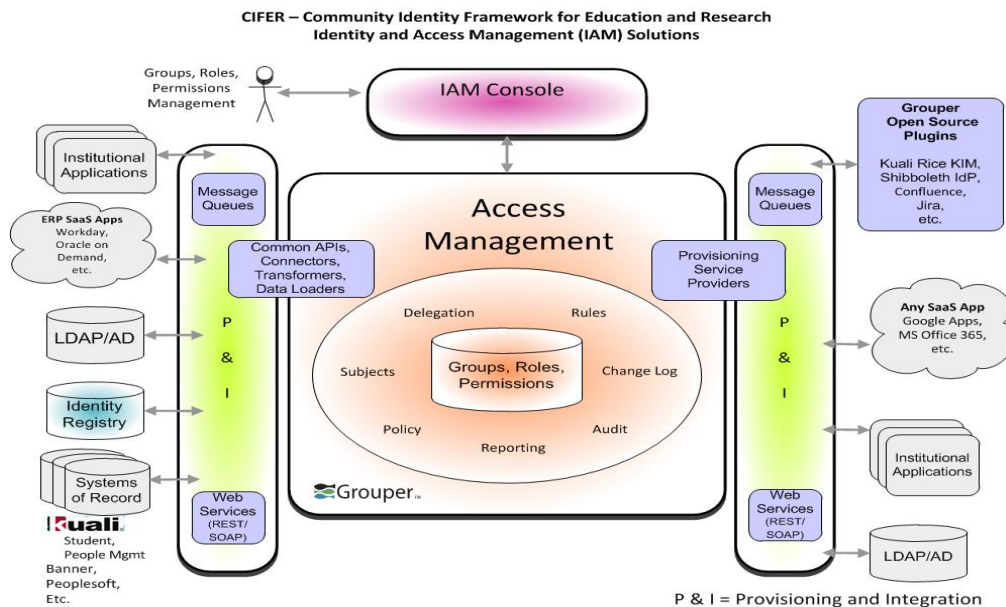 CIFER – Community Identity Framework for Education and Research
Identity and Access Management (IAM) Solutions
Groups, Roles,
Permissions
Management
IAM Console
Institutional
Applications
ERP SaaS Apps
Workday,
Oracle on
Demand,
etc.
LDAP/AD
Identity
Registry
Systems
of Record
Kuali
Student,
People Mgmt
Banner,
Peoplesoft,
Etc.
Message
Queues
Common APIs,
Connectors,
Transformers,
Data Loaders
P
&
I
Web
Services
(REST/
SOAP)
Access
Management
Delegation
Rules
Subjects
Groups, Roles,
Permissions
Change Log
Policy
Audit
Reporting
Grouper™
Message
Queues
Provisioning
Service
Providers
P
&
I
Web
Services
(REST/
SOAP)
Grouper
Open Source
Plugins
Kuali Rice KIM,
Shibboleth IdP,
Confluence,
Jira,
etc.
Any SaaS App
Google Apps,
MS Office 365,
etc.
Institutional
Applications
LDAP/AD
P & I = Provisioning and Integration